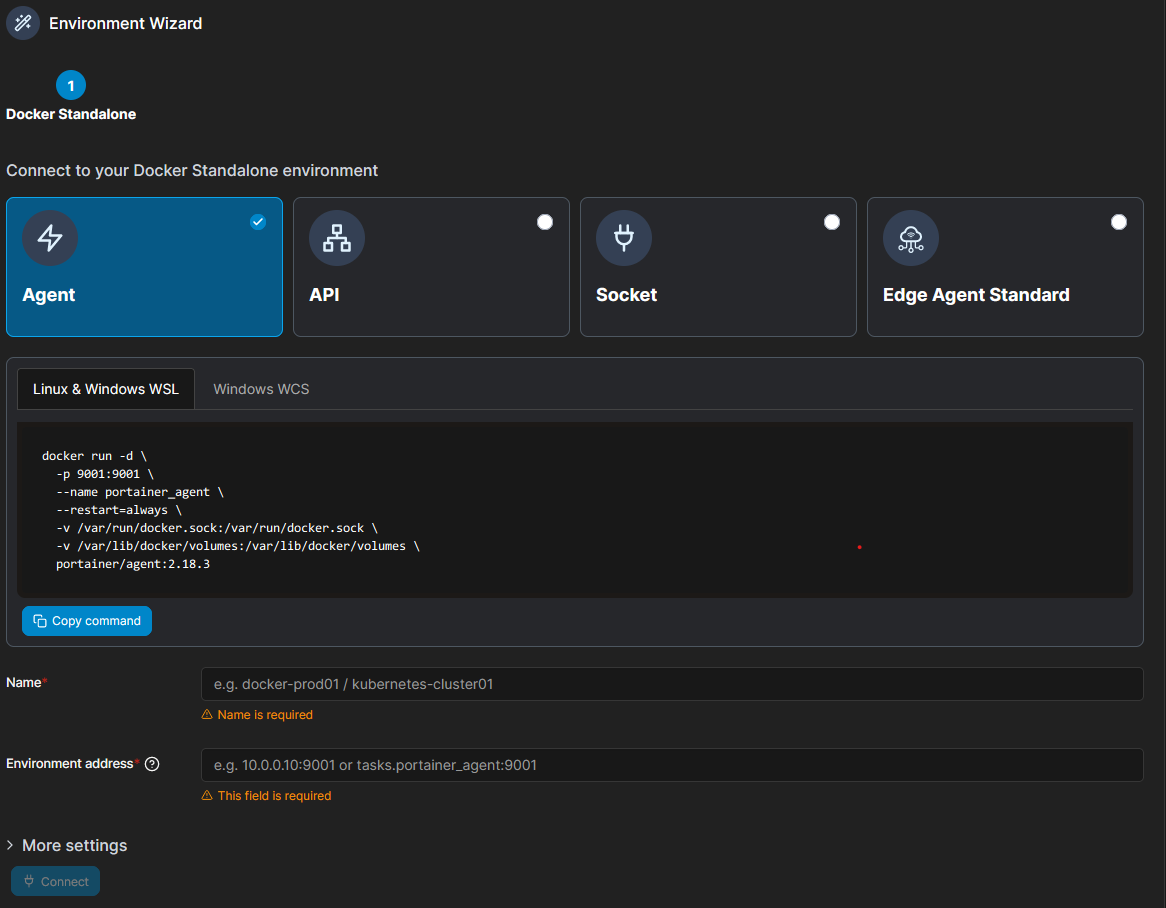 Environment Wizard
1
Docker Standalone
Connect to your Docker Standalone environment
Agent
API
Socket
Edge Agent Standard
Linux & Windows WSL
Windows WCS
docker run -d \
-p 9001:9001 \
--name portainer_agent \
--restart=always \
-v /var/run/docker.sock:/var/run/docker.sock \
-v /var/lib/docker/volumes:/var/lib/docker/volumes \
portainer/agent:2.18.3
Copy command
Name*
e.g. docker-prod01 / kubernetes-cluster01
Name is required
Environment address* ?
e.g. 10.0.0.10:9001 or tasks.portainer_agent:9001
This field is required
More settings
Connect